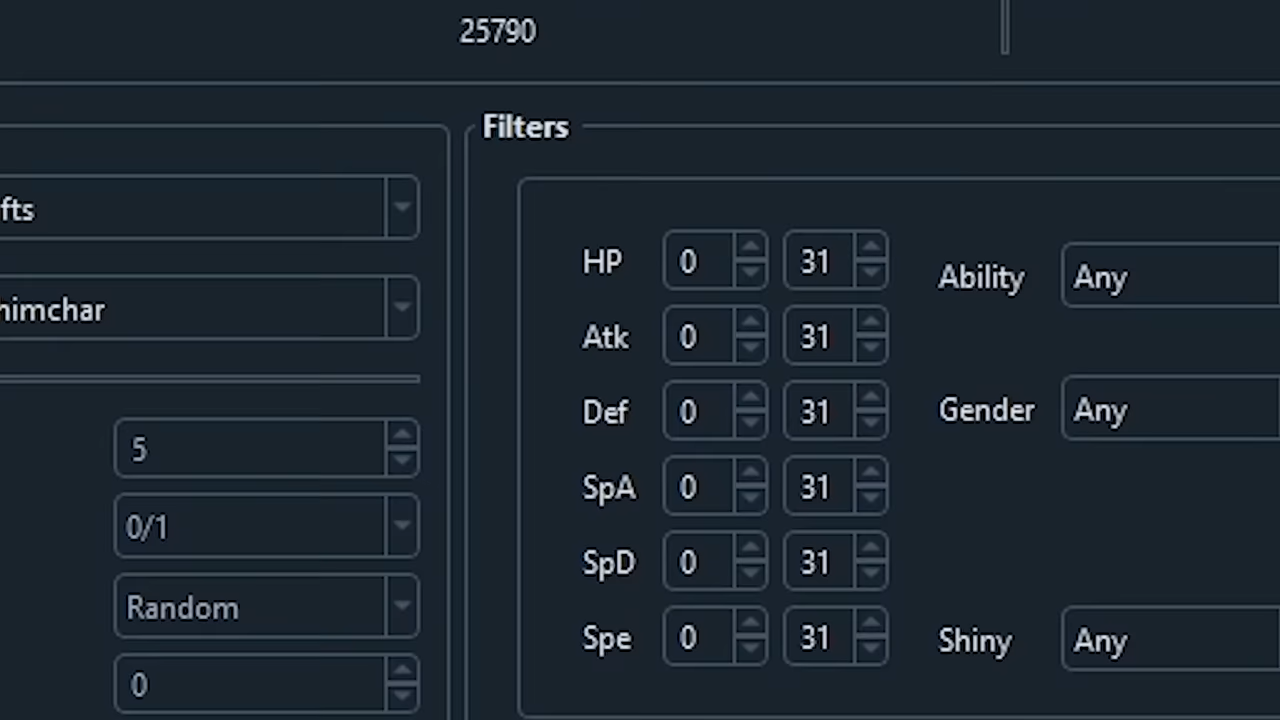 25790
Filters
fts
himchar
5
0/1
Random
0
HP 0 31
Atk 0 31
Def 0 31
SpA 0 31
SpD 0 31
Spe 0 31
Ability Any
Gender Any
Shiny Any